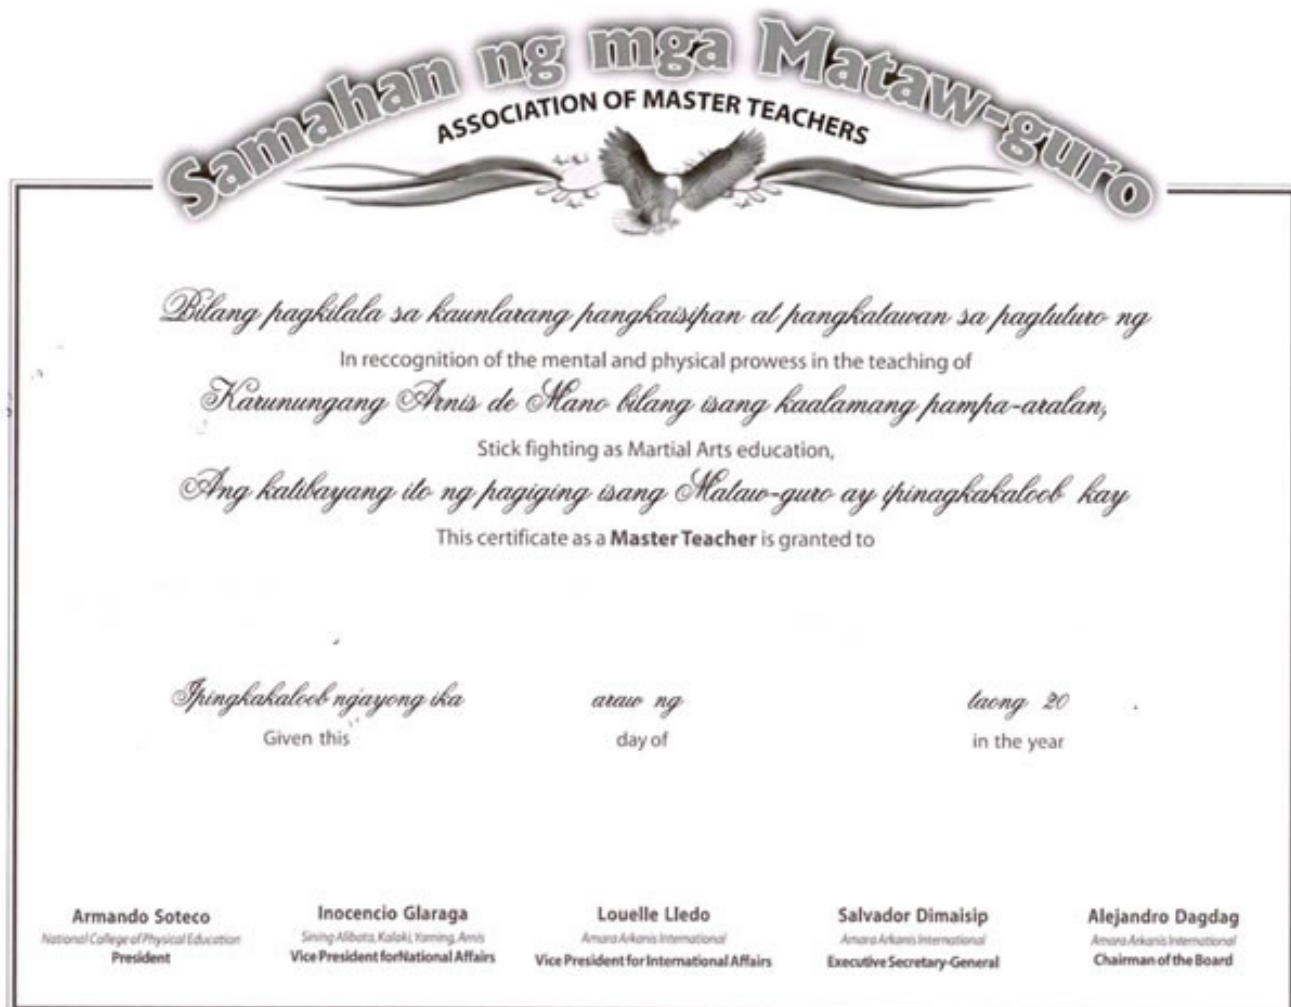 Samahan ng mga Mataw-guro
ASSOCIATION OF MASTER TEACHERS
Bilang pagkilala sa kaunlarang pangkaisipan at pangkatawan sa pagtuturo ng
In reccognition of the mental and physical prowess in the teaching of
Karunungang Arnis de Mano bilang isang kaalamang pampa-aralan,
Stick fighting as Martial Arts education,
Ang katibayang ito ng pagiging isang Mataw-guro ay ipinagkakaloob kay
This certificate as a Master Teacher is granted to
Ipingkakaloob ngayong ika araw ng taong 20 .
Given this day of in the year
Armando Soteco Inocencio Glaraga Louelle Lledo Salvador Dimaisip Alejandro Dagdag
National College of Physical Education Sining Alibata, Kalaki, Yaming, Arnis Amara Arkanis International Amara Arkanis International Amara Arkanis International
President Vice President forNational Affairs Vice President for International Affairs Executive Secretary-General Chairman of the Board